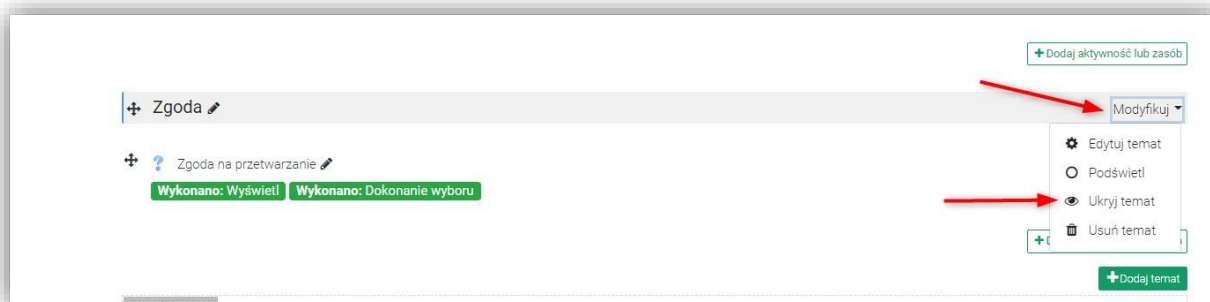 Dodaj aktywność lub zasób
Zgoda
Modyfikuj
Edytuj temat
Zgoda na przetwarzanie
Podświetl
Wykonano: Wyświetl Wykonano: Dokonanie wyboru
Ukryj temat
Usuń temat
Dodaj temat